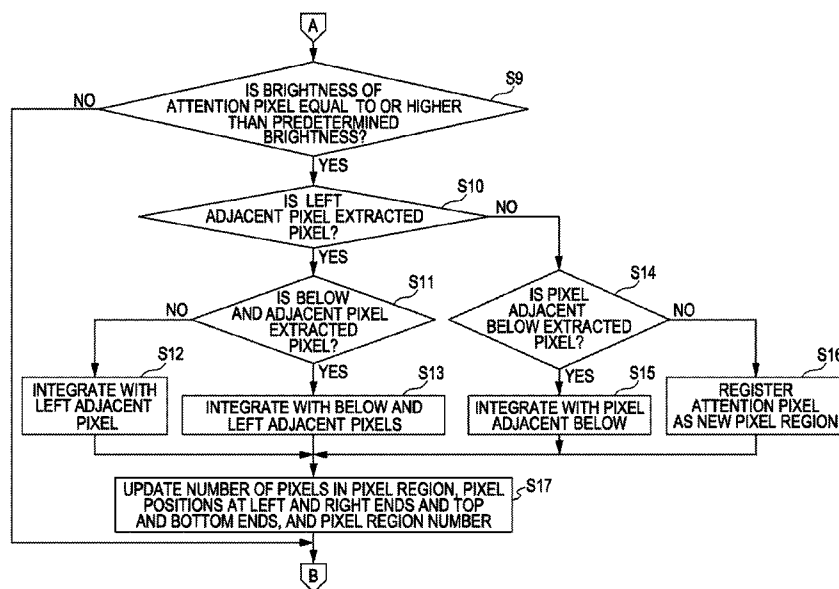 A
S9
IS BRIGHTNESS OF
ATTENTION PIXEL EQUAL TO OR HIGHER
THAN PREDETERMINED
BRIGHTNESS?
NO
YES
S10
IS LEFT
ADJACENT PIXEL EXTRACTED
PIXEL?
NO
YES
S11
IS BELOW
AND ADJACENT PIXEL
EXTRACTED
PIXEL?
NO
YES
S14
IS PIXEL
ADJACENT
BELOW EXTRACTED
PIXEL?
NO
YES
S12
INTEGRATE WITH
LEFT ADJACENT
PIXEL
S13
INTEGRATE WITH BELOW AND
LEFT ADJACENT PIXELS
S15
INTEGRATE WITH PIXEL
ADJACENT BELOW
S16
REGISTER
ATTENTION PIXEL
AS NEW PIXEL REGION
S17
UPDATE NUMBER OF PIXELS IN PIXEL REGION, PIXEL
POSITIONS AT LEFT AND RIGHT ENDS AND TOP
AND BOTTOM ENDS, AND PIXEL REGION NUMBER
B